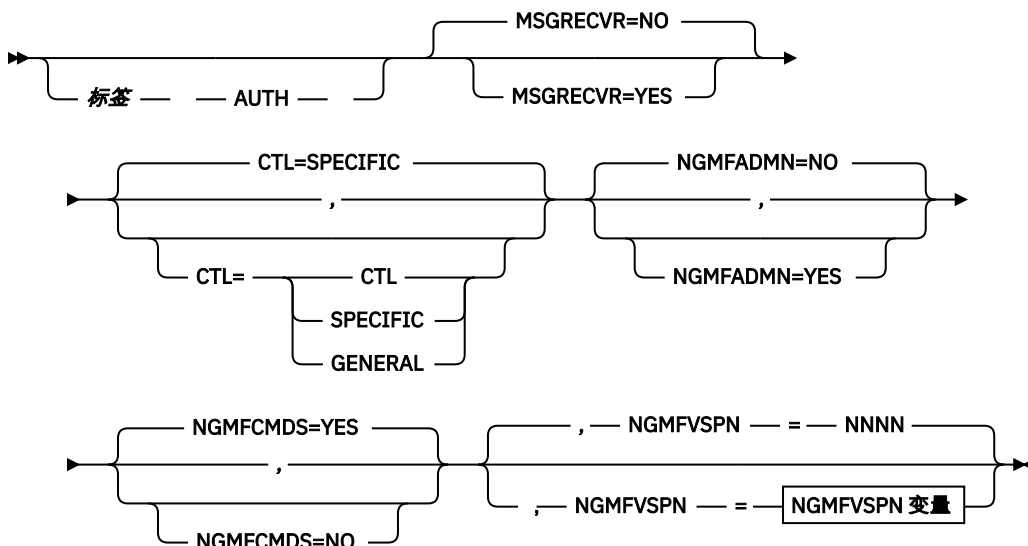 MSGRECVR=NO
标签 AUTH
MSGRECVR=YES
CTL=SPECIFIC
,
CTL= CTL
SPECIFIC
GENERAL
NGMFADMN=NO
,
NGMFADMN=YES
NGMFCMDS=YES
,
NGMFCMDS=NO
, NGMFVSPN = NNNN
, NGMFVSPN = NGMFVSPN 变量